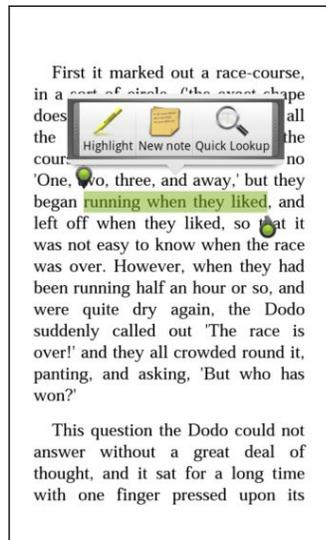 First it marked out a race-course,
in a
does all
the the
cours no
Highlight New note Quick Lookup
'One, two, three, and away,' but they
began running when they liked, and
left off when they liked, so that it
was not easy to know when the race
was over. However, when they had
been running half an hour or so, and
were quite dry again, the Dodo
suddenly called out 'The race is
over!' and they all crowded round it,
panting, and asking, 'But who has
won?'
This question the Dodo could not
answer without a great deal of
thought, and it sat for a long time
with one finger pressed upon its